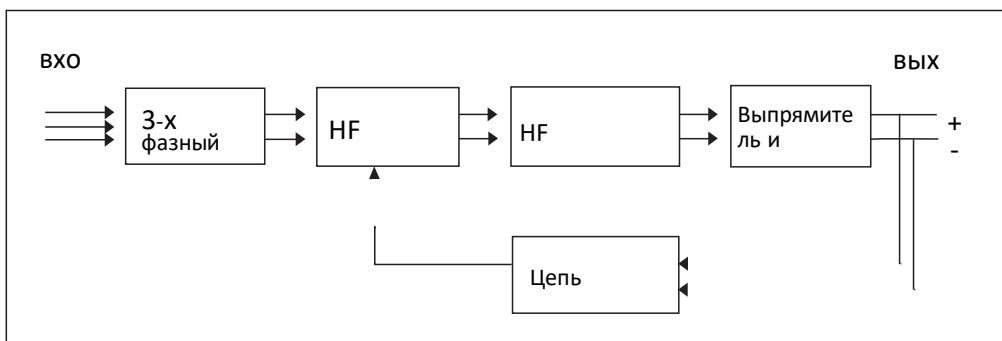 вхо
вых
3-х
фазный
HF
HF
Выпрямите
ль и
+
-
Цепь